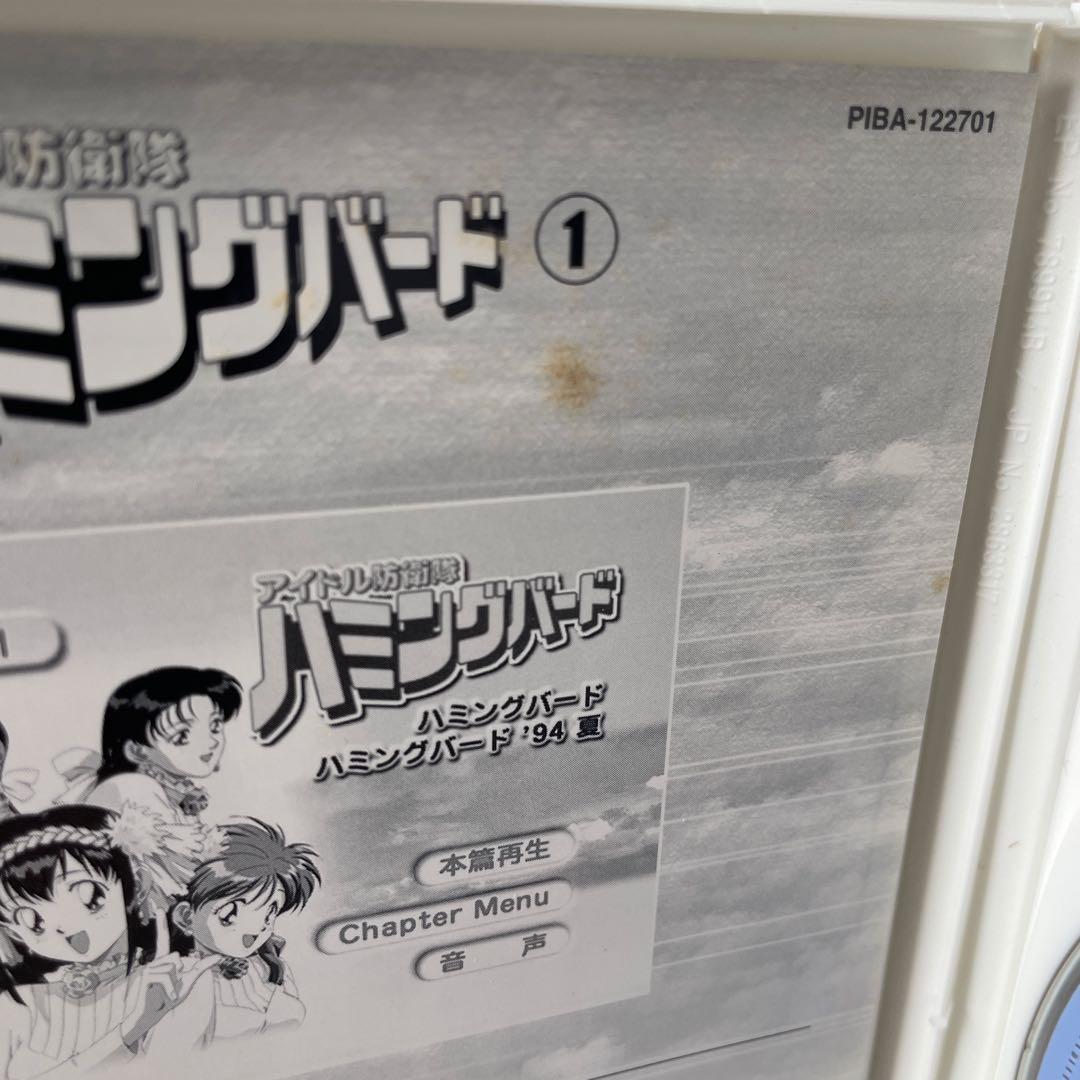 PIBA-122701
防衛隊
ミングバード ①
アイドル防衛隊
ハミングバード
ハミングバード
ハミングバード '94 夏
本篇再生
Chapter Menu
音 声